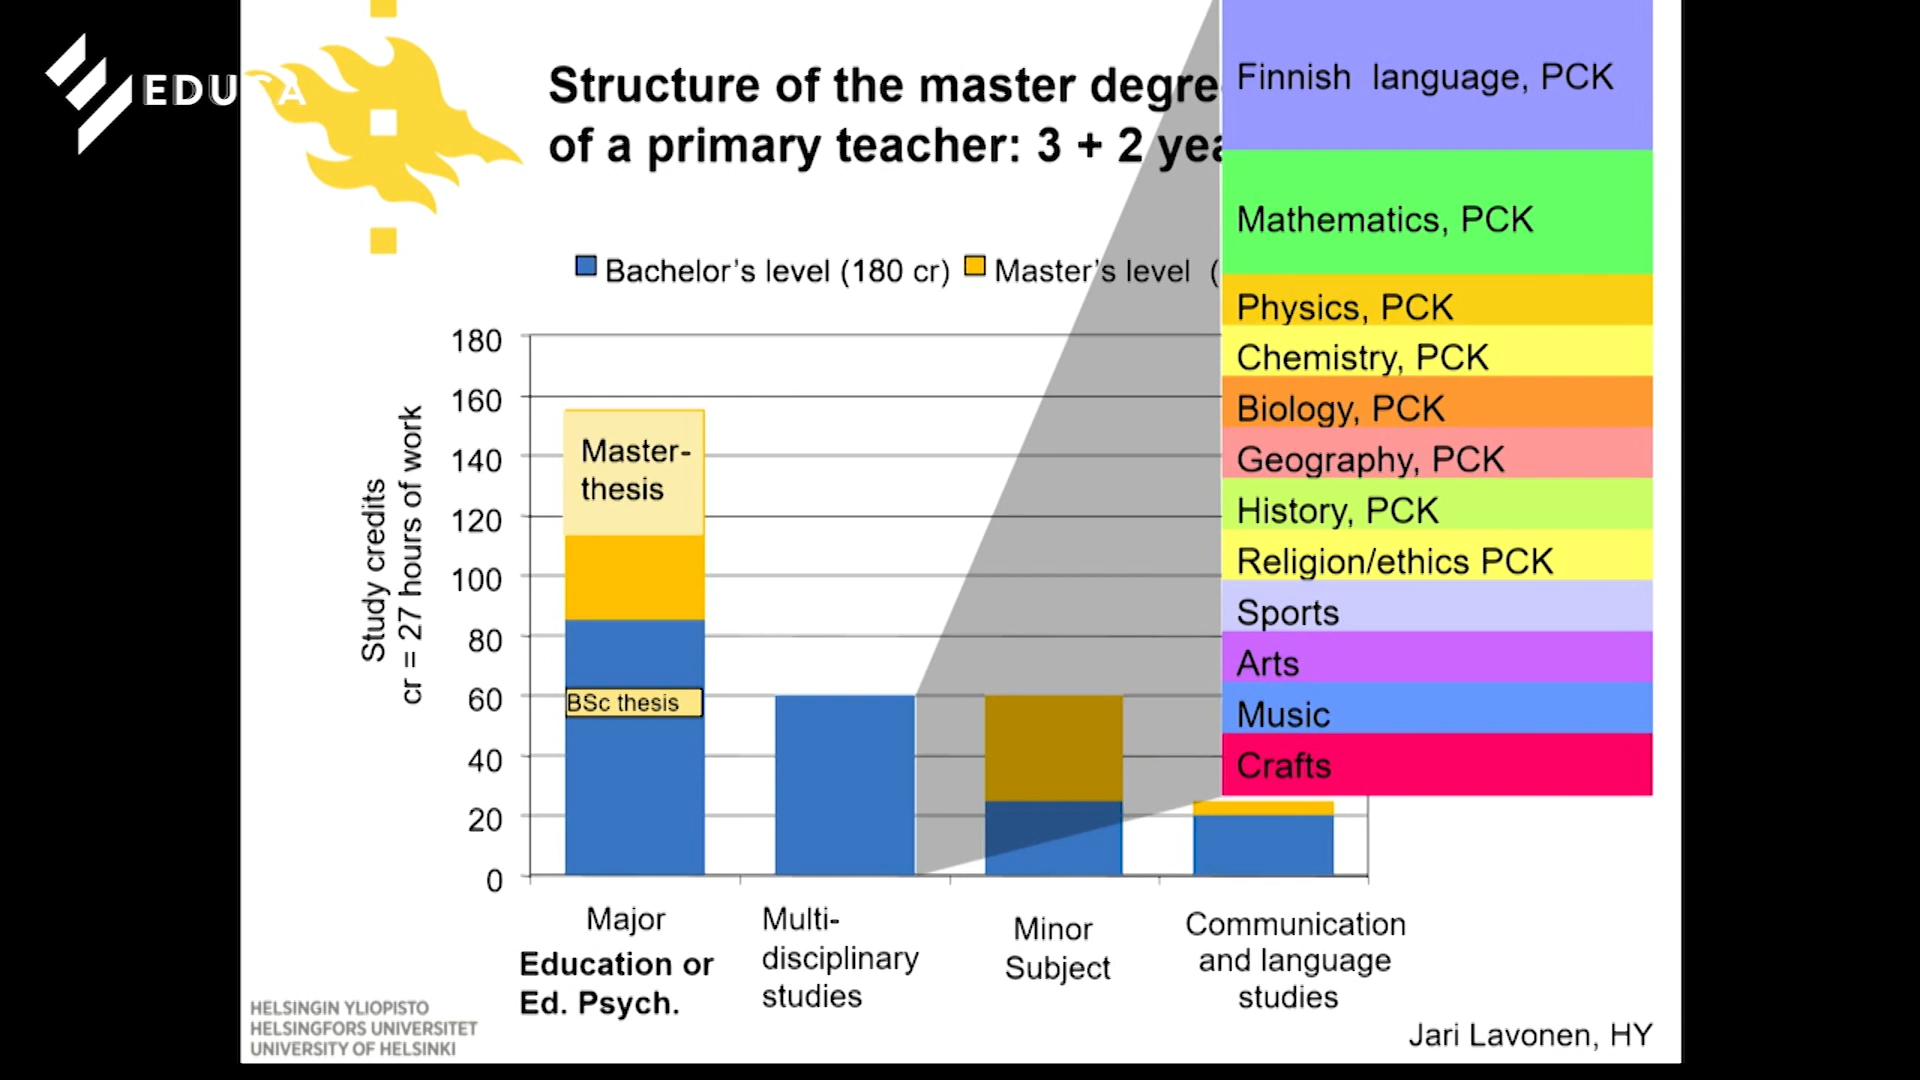 EDUCA
Structure of the master degre
of a primary teacher: 3 + 2 yea
Bachelor's level (180 cr)
Master's level (
Study credits
cr = 27 hours of work
180
160
140
120
100
80
60
40
20
0
Master-
thesis
BSc thesis
Major
Education or
Ed. Psych.
Multi-
disciplinary
studies
Minor
Subject
Communication
and language
studies
Finnish language, PCK
Mathematics, PCK
Physics, PCK
Chemistry, PCK
Biology, PCK
Geography, PCK
History, PCK
Religion/ethics PCK
Sports
Arts
Music
Crafts
HELSINGIN YLIOPISTO
HELSINGFORS UNIVERSITET
UNIVERSITY OF HELSINKI
Jari Lavonen, HY